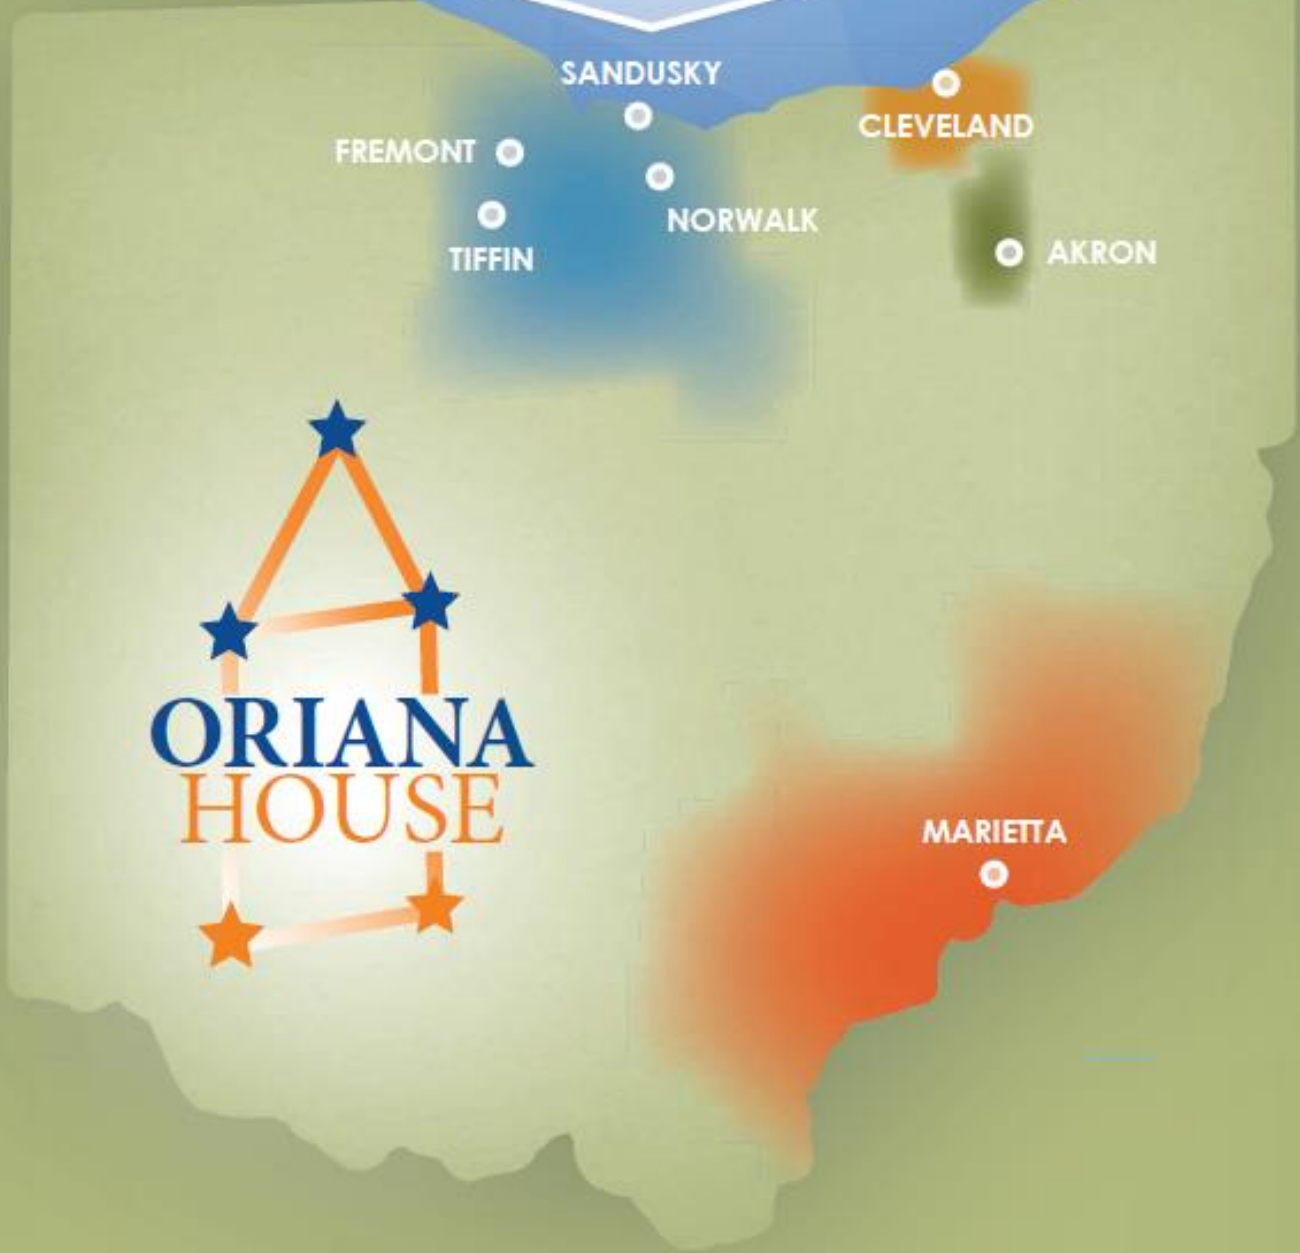 SANDUSKY
CLEVELAND
FREMONT
NORWALK
TIFFIN
AKRON
ORIANA
HOUSE
MARIETTA